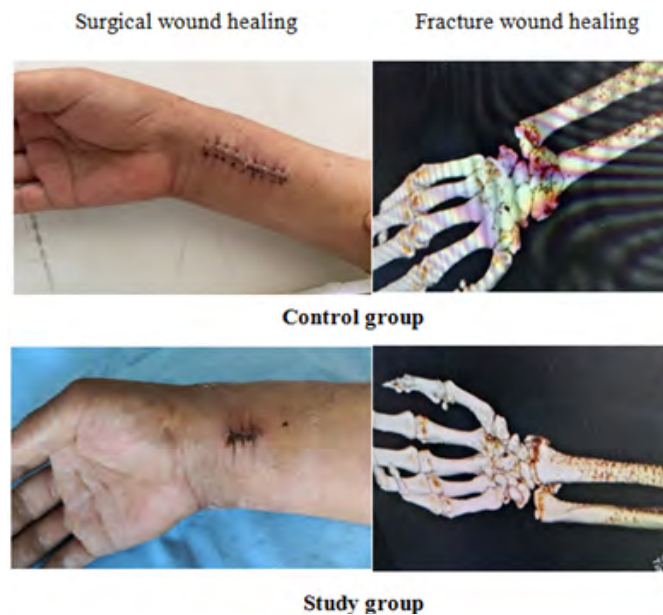 Surgical wound healing
Fracture wound healing
Control group
Study group